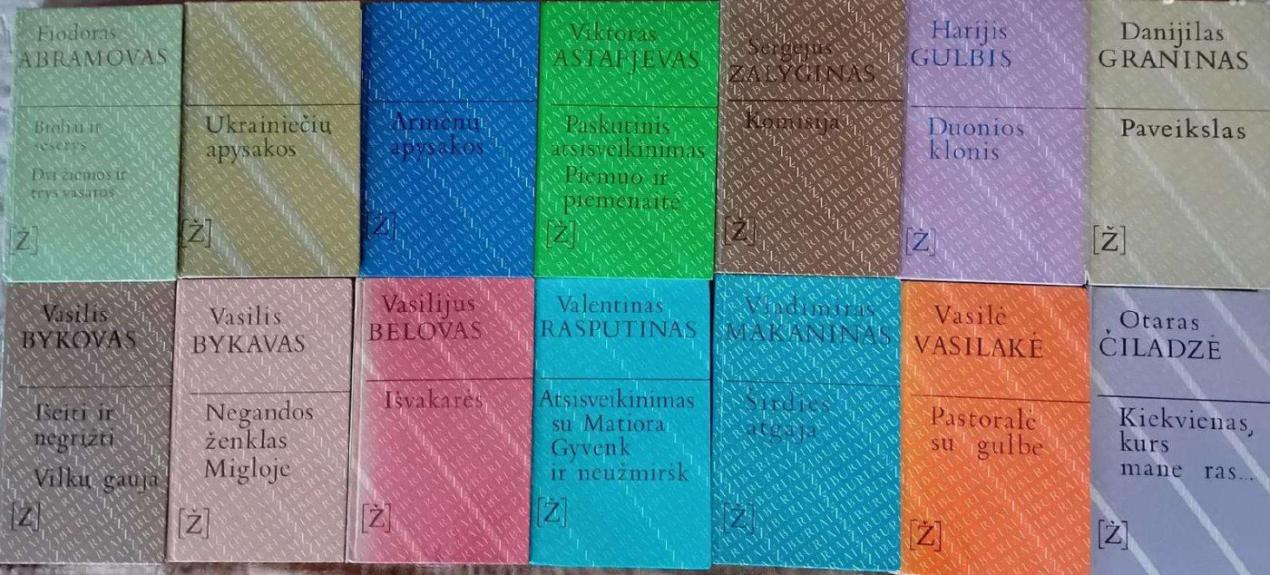 Fiodoras
ABRAMOVAS
Broliai ir
seserys
Dvi žiemos ir
trys vasaros
[Ž]
Ukrainiečių
apysakos
[Ž]
Armėnų
apysakos
[Ž]
Viktoras
ASTAFJEVAS
Paskutinis
atsisveikinimas
Piemuo ir
piemenaitė
[Ž]
Sergejus
ZALYGINAS
Komisija
[Ž]
Harijis
GULBIS
Duonios
klonis
[Ž]
Danijilas
GRANINAS
Paveikslas
[Ž]
Vasilis
BYKOVAS
Išeiti ir
negrįžti
Vilkų gauja
[Ž]
Vasilis
BYKAVAS
Negandos
ženklas
Migloje
[Ž]
Vasilijus
BELOVAS
Išvakarės
[Ž]
Valentinas
RASPUTINAS
Atsisveikinimas
su Matiora
Gyvenk
ir neužmiršk
[Ž]
Vladimiras
MAKANINAS
Širdies
atgaja
[Ž]
Vasilė
VASILAKĖ
Pastoralė
su gulbe
[Ž]
Otaras
ČILADZĖ
Kiekvienas,
kurs
mane ras...
[Ž]